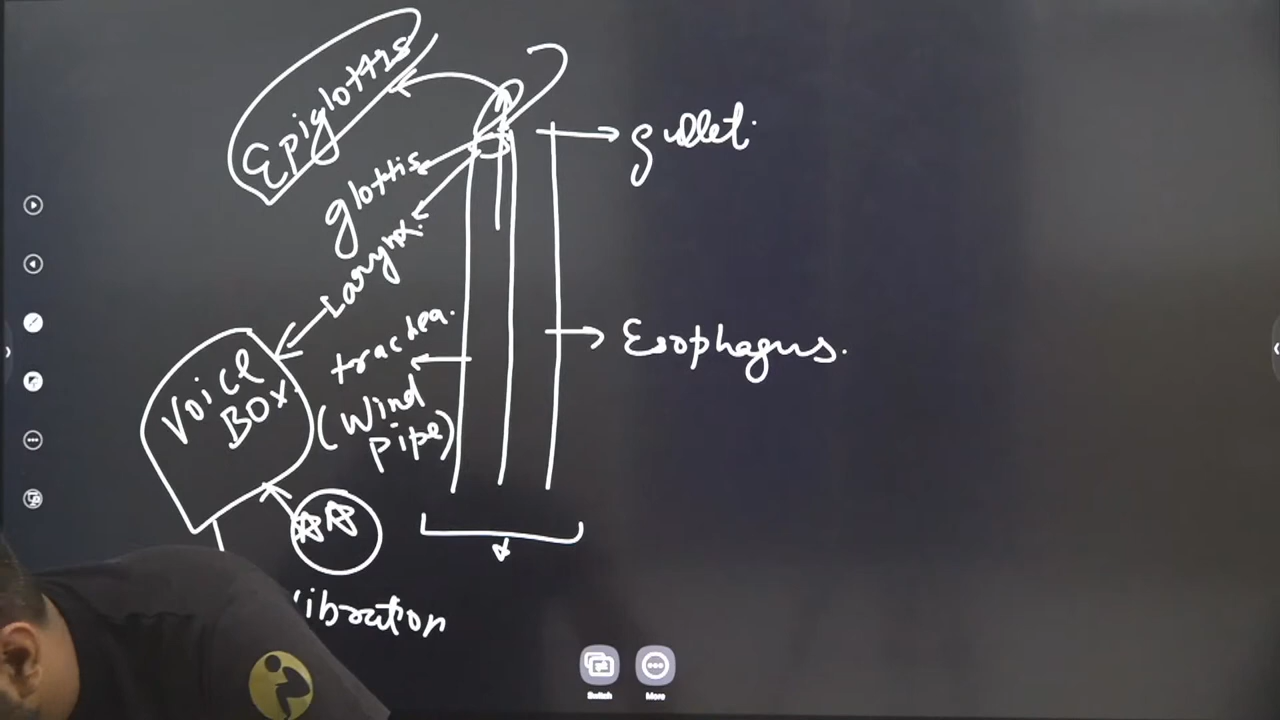 Epiglottis
glottis
Larynx.
gullet.
trachea.
(Wind
pipe)
Esophagus.
Voice
BOX
ibration
Switch
More